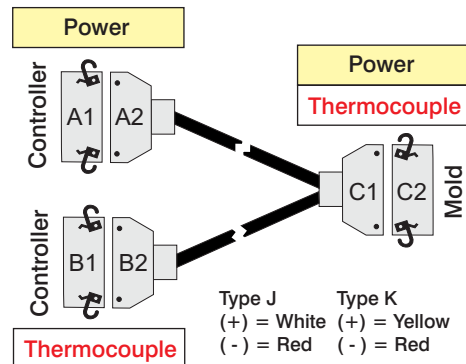 Power
Controller
A1
A2
Power
Thermocouple
C1
C2
Mold
Controller
B1
B2
Thermocouple
Type J
(+) = White
(-) = Red
Type K
(+) = Yellow
(-) = Red